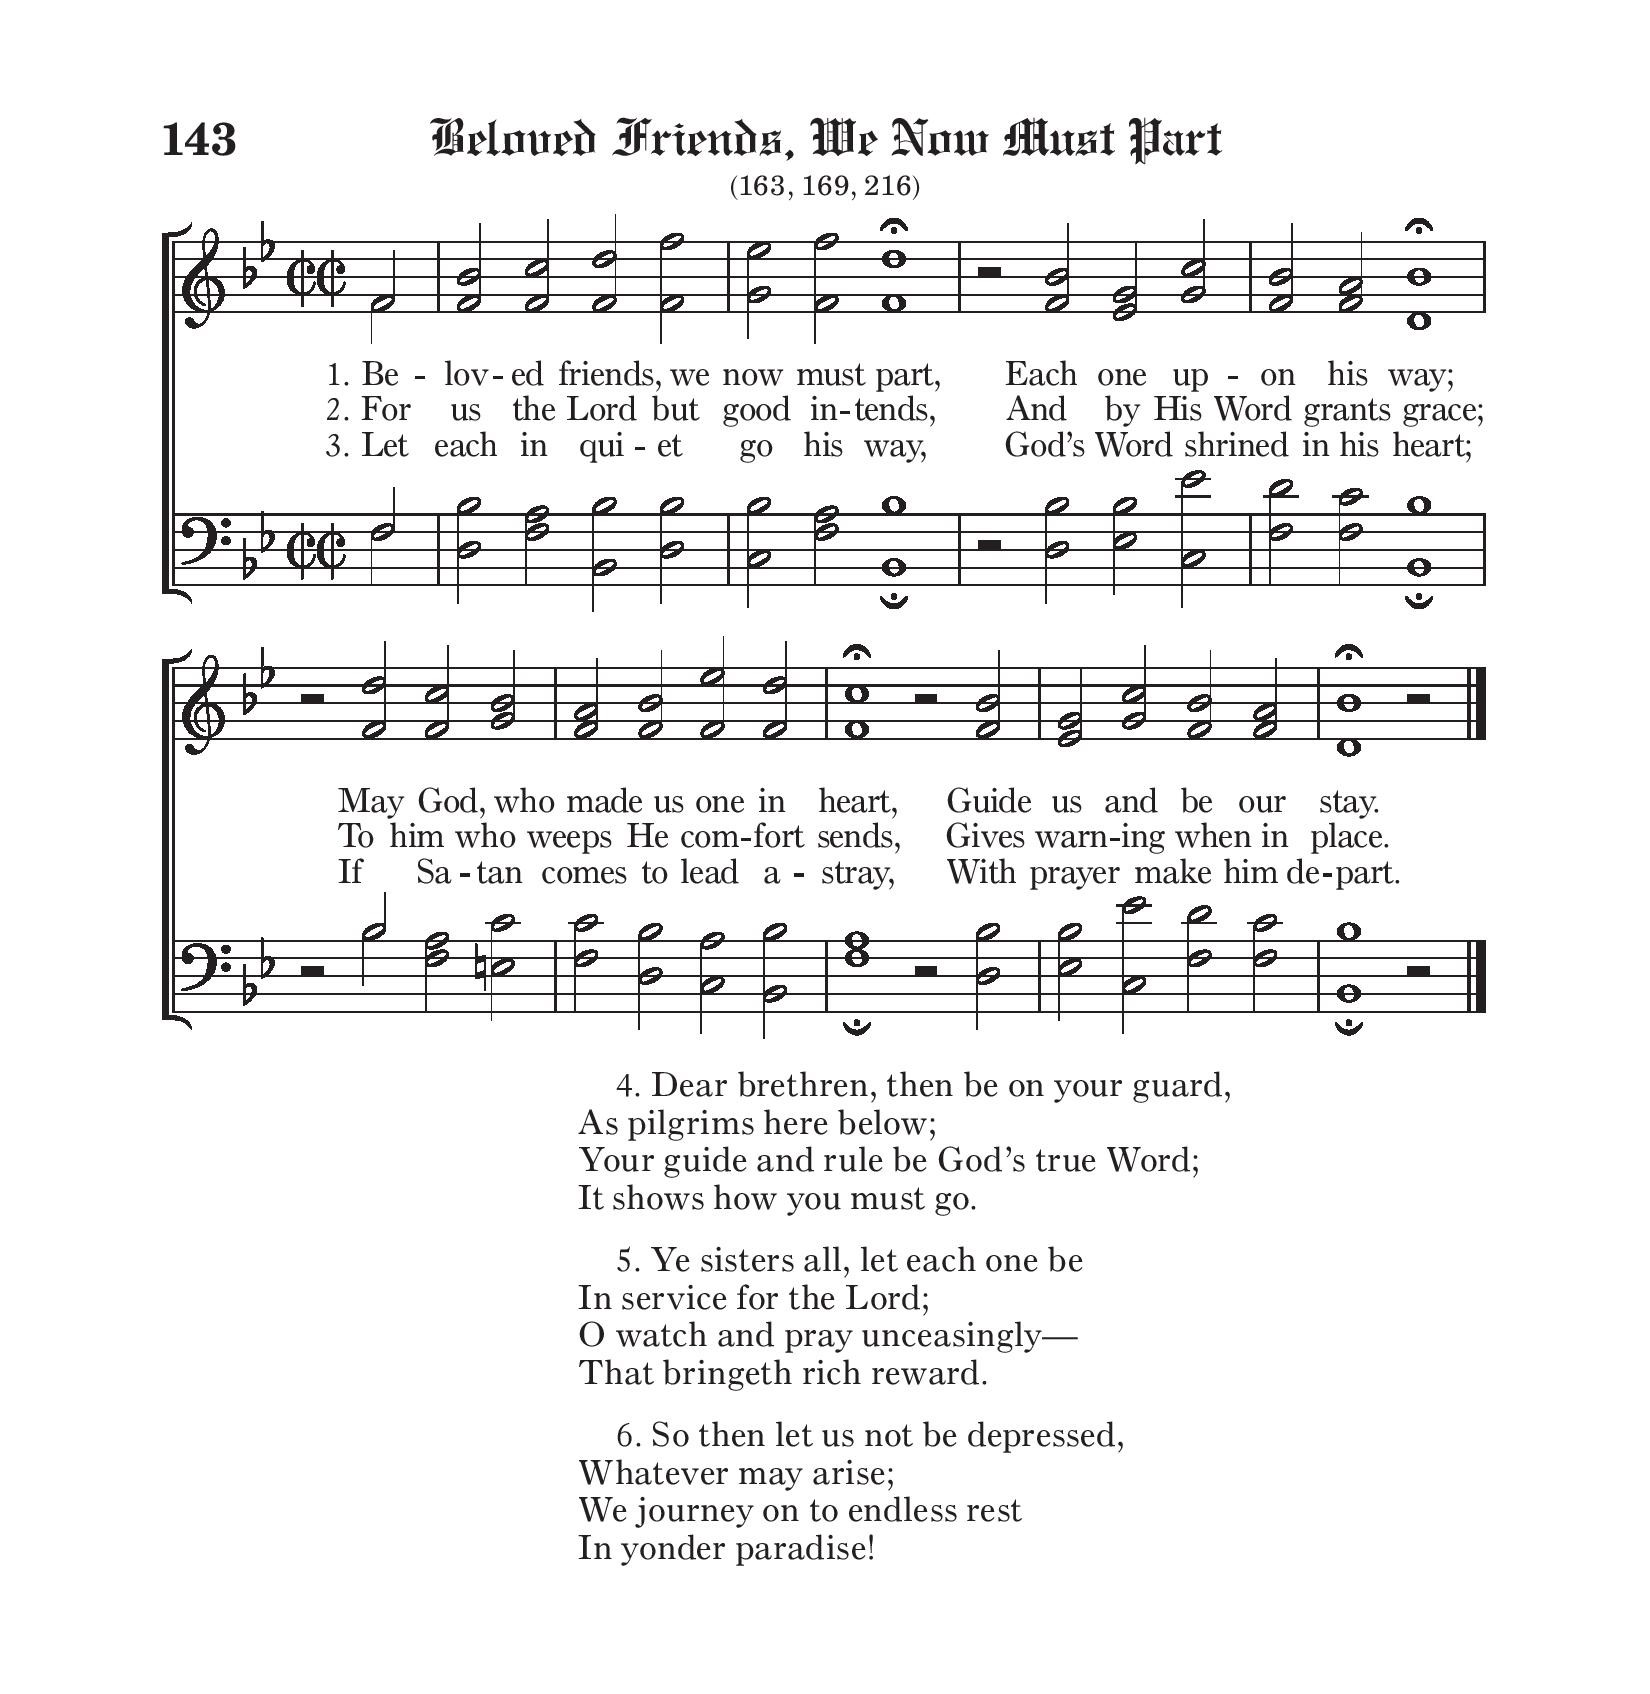 143 Beloved Friends, We Now Must Part
(163, 169, 216)
1. Be - lov - ed friends, we now must part, Each one up - on his way;
2. For us the Lord but good in - tends, And by His Word grants grace;
3. Let each in qui - et go his way, God’s Word shrined in his heart;
May God, who made us one in heart, Guide us and be our stay.
To him who weeps He com - fort sends, Gives warn - ing when in place.
If Sa - tan comes to lead a - stray, With prayer make him de - part.
4. Dear brethren, then be on your guard,
As pilgrims here below;
Your guide and rule be God’s true Word;
It shows how you must go.
5. Ye sisters all, let each one be
In service for the Lord;
O watch and pray unceasingly—
That bringeth rich reward.
6. So then let us not be depressed,
Whatever may arise;
We journey on to endless rest
In yonder paradise!